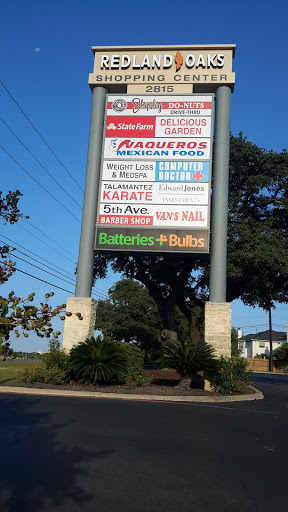 REDLAND OAKS
SHOPPING CENTER
2815
Shipley DO-NUTS
DRIVE-THRU
State Farm
DELICIOUS
GARDEN
NAQUEROS
MEXICAN FOOD
WEIGHT LOSS
& MEDSPA
COMPUTER
DOCTOR
TALAMANTEZ
KARATE
Edward Jones
INVESTMENTS
5th Ave.
BARBER SHOP
VAN'S NAIL
Batteries+Bulbs